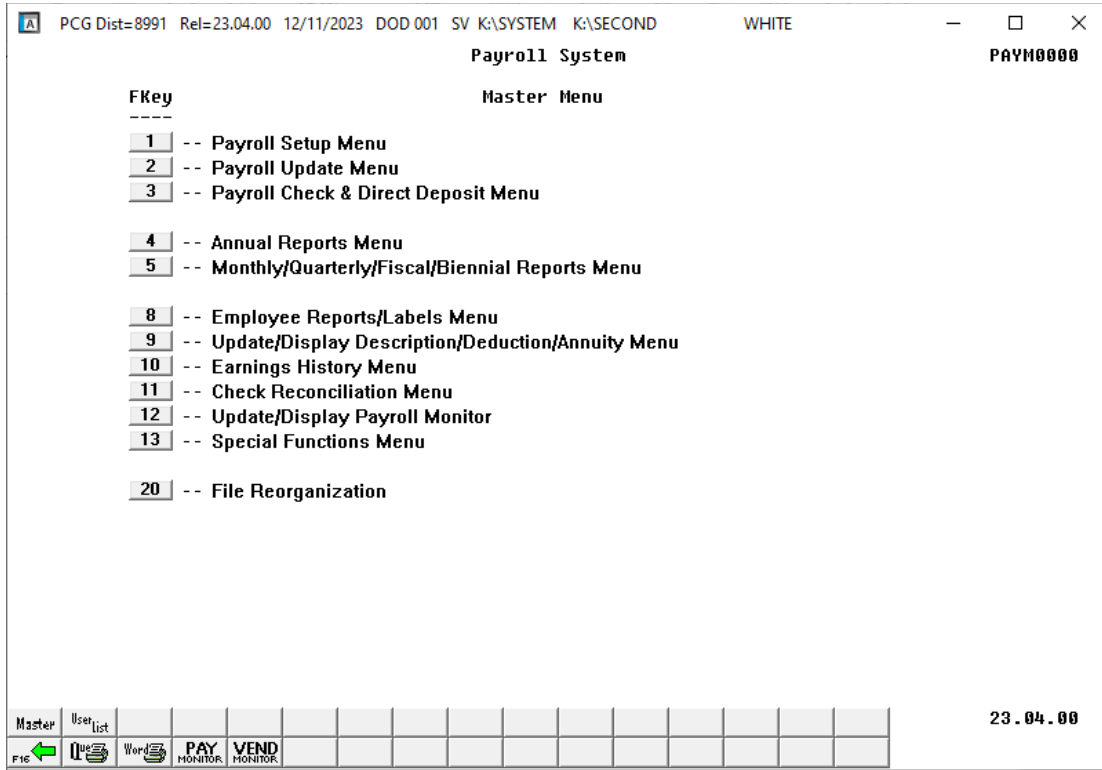 A PCG Dist=8991 Rel=23.04.00 12/11/2023 DOD 001 SV K:\SYSTEM K:\SECOND WHITE
Payroll System PAYM0000
FKey Master Menu
----
1 -- Payroll Setup Menu
2 -- Payroll Update Menu
3 -- Payroll Check & Direct Deposit Menu
4 -- Annual Reports Menu
5 -- Monthly/Quarterly/Fiscal/Biennial Reports Menu
8 -- Employee Reports/Labels Menu
9 -- Update/Display Description/Deduction/Annuity Menu
10 -- Earnings History Menu
11 -- Check Reconciliation Menu
12 -- Update/Display Payroll Monitor
13 -- Special Functions Menu
20 -- File Reorganization
Master User list 23.04.00
F16 Que Word PAY MONITOR VEND MONITOR